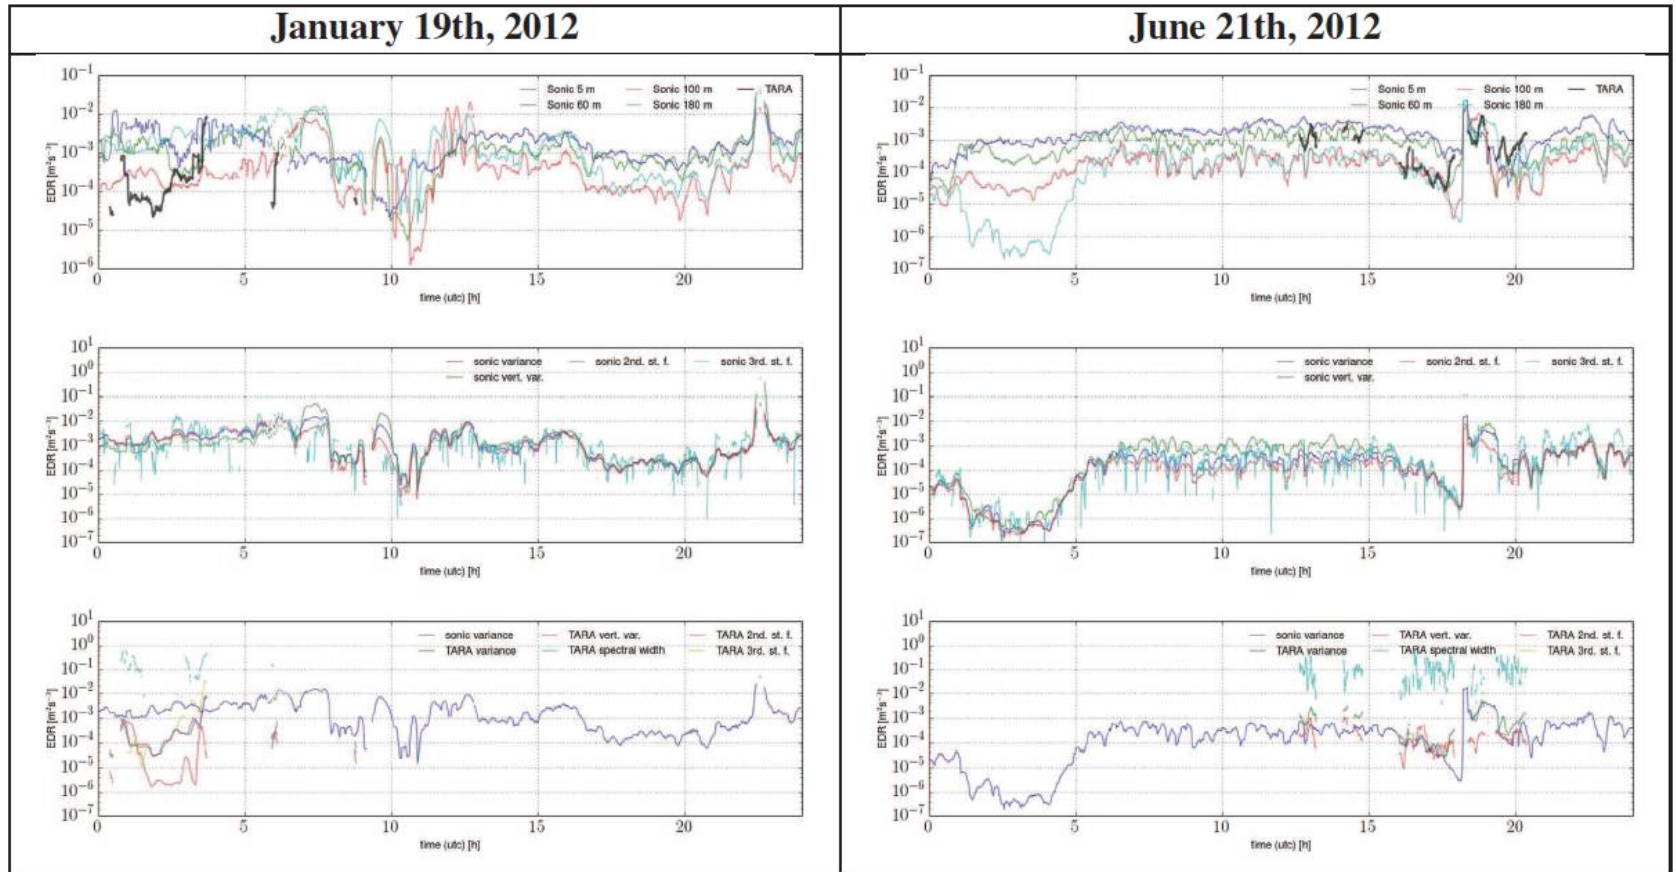 January 19th, 2012
June 21th, 2012
10⁻¹
10⁻²
10⁻³
10⁻⁴
10⁻⁵
10⁻⁶
EDR [m²s⁻³]
Sonic 5 m Sonic 100 m TARA
Sonic 60 m Sonic 180 m
0 5 10 15 20
time (utc) [h]
10¹
10⁰
10⁻¹
10⁻²
10⁻³
10⁻⁴
10⁻⁵
10⁻⁶
10⁻⁷
EDR [m²s⁻³]
sonic variance sonic 2nd. st. f. sonic 3rd. st. f.
sonic vert. var.
0 5 10 15 20
time (utc) [h]
10¹
10⁰
10⁻¹
10⁻²
10⁻³
10⁻⁴
10⁻⁵
10⁻⁶
10⁻⁷
EDR [m²s⁻³]
sonic variance TARA vert. var. TARA 2nd. st. f.
TARA variance TARA spectral width TARA 3rd. st. f.
0 5 10 15 20
time (utc) [h]
10⁻¹
10⁻²
10⁻³
10⁻⁴
10⁻⁵
10⁻⁶
10⁻⁷
EDR [m²s⁻³]
Sonic 5 m Sonic 100 m TARA
Sonic 60 m Sonic 180 m
0 5 10 15 20
time (utc) [h]
10¹
10⁰
10⁻¹
10⁻²
10⁻³
10⁻⁴
10⁻⁵
10⁻⁶
10⁻⁷
EDR [m²s⁻³]
sonic variance sonic 2nd. st. f. sonic 3rd. st. f.
sonic vert. var.
0 5 10 15 20
time (utc) [h]
10¹
10⁰
10⁻¹
10⁻²
10⁻³
10⁻⁴
10⁻⁵
10⁻⁶
10⁻⁷
EDR [m²s⁻³]
sonic variance TARA vert. var. TARA 2nd. st. f.
TARA variance TARA spectral width TARA 3rd. st. f.
0 5 10 15 20
time (utc) [h]